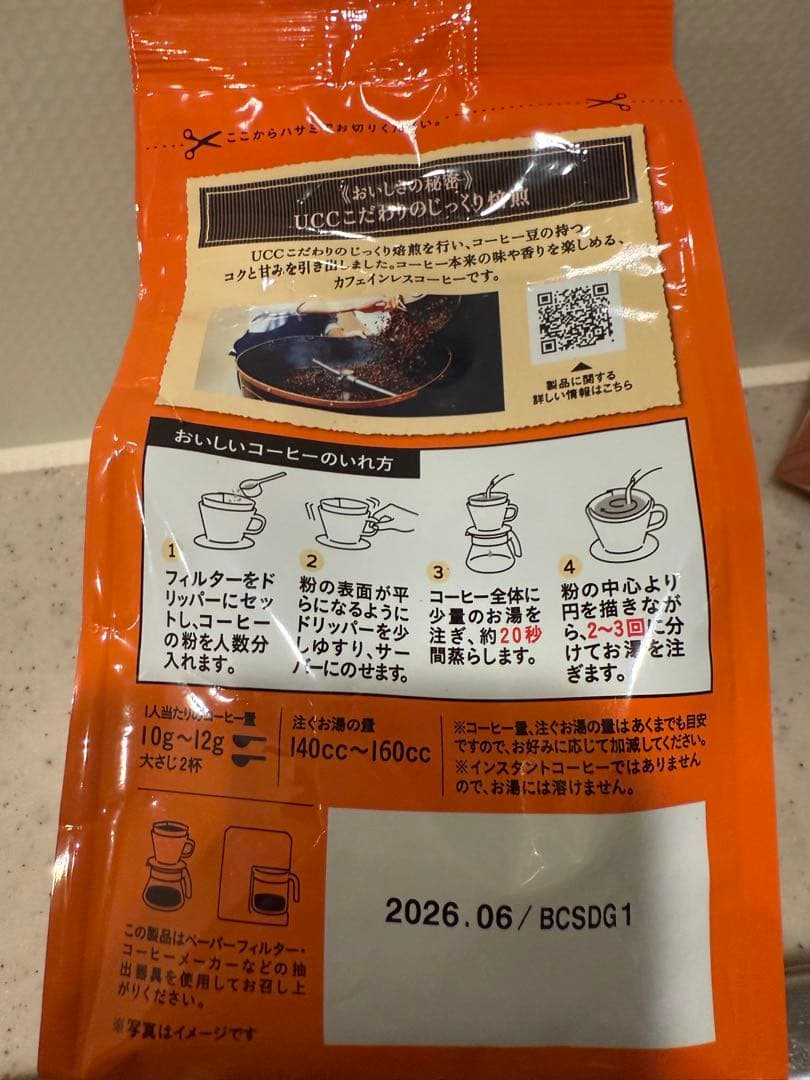 ここからハサミでお切りください。
《おいしさの秘密》
UCCこだわりのじっくり焙煎
UCCこだわりのじっくり焙煎を行い、コーヒー豆の持つ
コクと甘みを引き出しました。コーヒー本来の味や香りを楽しめる、
カフェインレスコーヒーです。
製品に関する
詳しい情報はこちら
おいしいコーヒーのいれ方
1
フィルターをド
リッパーにセッ
トし、コーヒー
の粉を人数分
入れます。
2
粉の表面が平
らになるように
ドリッパーを少
しゆすり、サー
バーにのせます。
3
コーヒー全体に
少量のお湯を
注ぎ、約20秒
間蒸らします。
4
粉の中心より
円を描きなが
ら、2〜3回に分
けてお湯を注
ぎます。
1人当たりのコーヒー量
10g〜12g
大さじ2杯
注ぐお湯の量
140cc〜160cc
※コーヒー量、注ぐお湯の量はあくまでも目安
ですので、お好みに応じて加減してください。
※インスタントコーヒーではありません
ので、お湯には溶けません。
この製品はペーパーフィルター・
コーヒーメーカーなどの抽
出器具を使用してお召し上
がりください。
※写真はイメージです
2026.06/BCSDG1